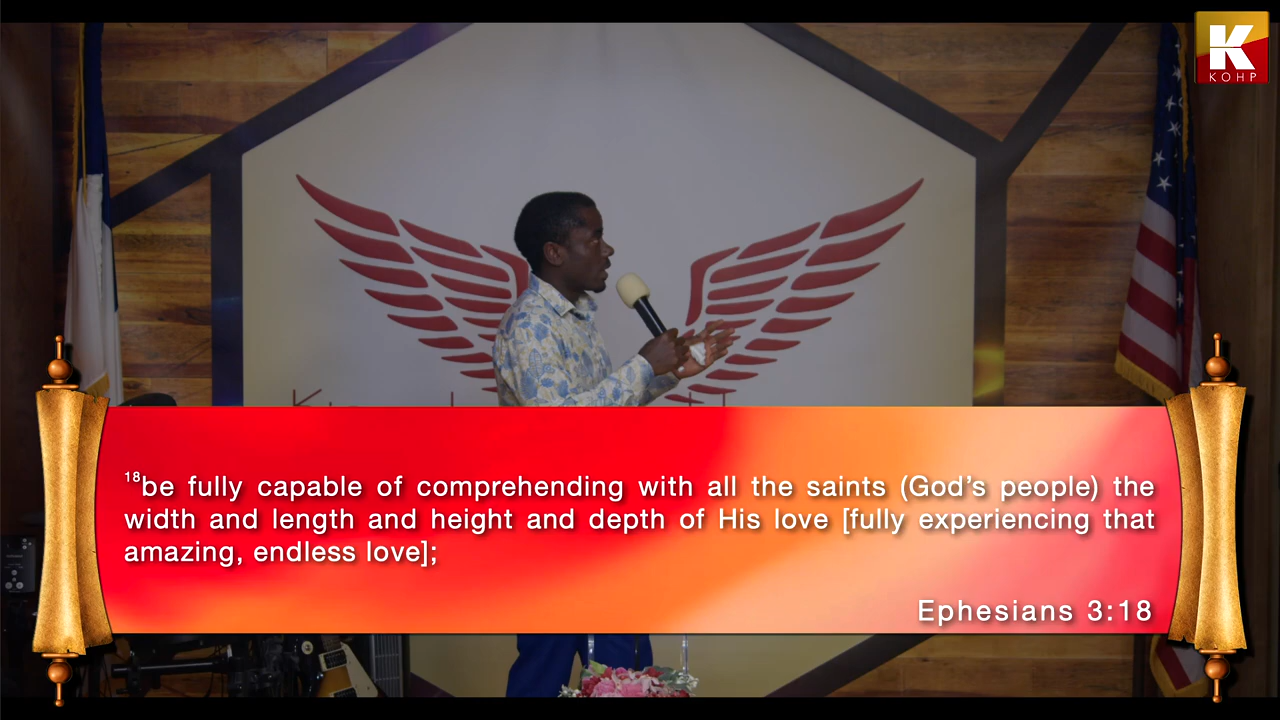 K
KOHP
18be fully capable of comprehending with all the saints (God's people) the
width and length and height and depth of His love [fully experiencing that
amazing, endless love];
Ephesians 3:18